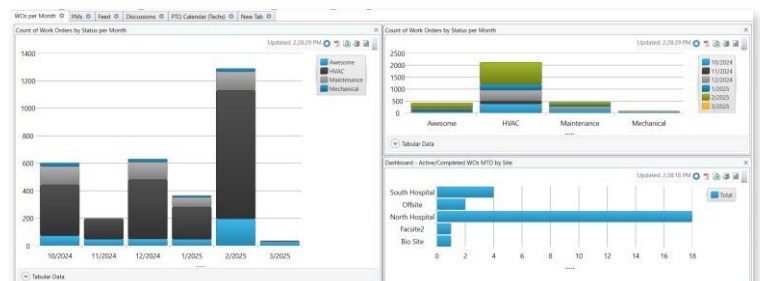 WOs per Month PMs Feed Discussions PTO Calender (Techs) New Tab
Count of Work Orders by Status per Month
Updated: 2:28:29 PM
1400
1200
1000
800
600
400
200
0
10/2024 11/2024 12/2024 1/2025 2/2025 3/2025
Awesome
HVAC
Maintenance
Mechanical
Tabular Data
Count of Work Orders by Status per Month
Updated: 2:28:29 PM
2500
2000
1500
1000
500
0
Awesome HVAC Maintenance Mechanical
10/2024
11/2024
12/2024
1/2025
2/2025
3/2025
Tabular Data
Dashboard - Active/Completed WOs MTD by Site
Updated: 2:38:18 PM
South Hospital
Offsite
North Hospital
Facsite2
Bio Site
0 2 4 6 8 10 12 14 16 18
Total